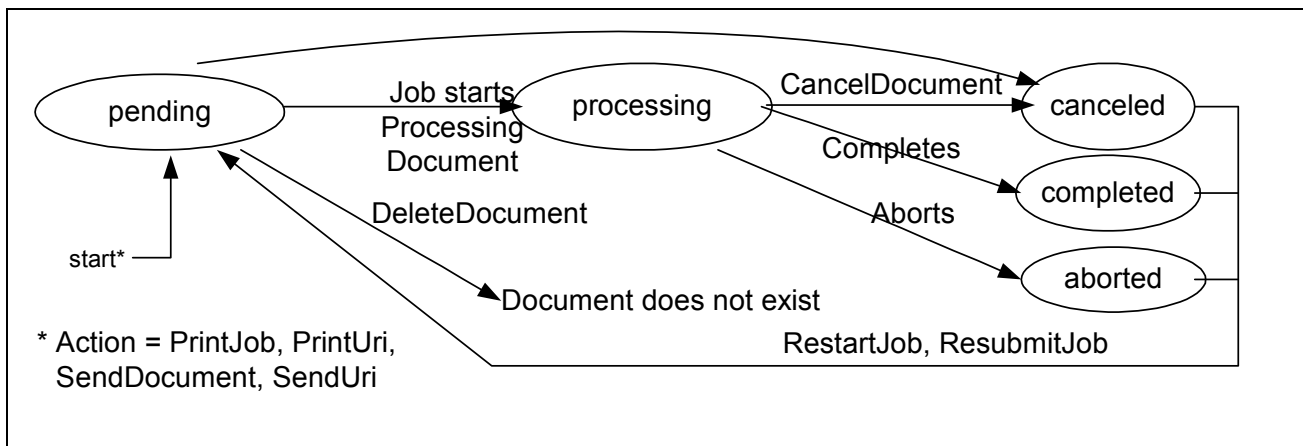 pending
Job starts
Processing
Document
processing
CancelDocument
canceled
Completes
completed
DeleteDocument
Aborts
aborted
start*
Document does not exist
* Action = PrintJob, PrintUri,
SendDocument, SendUri
RestartJob, ResubmitJob